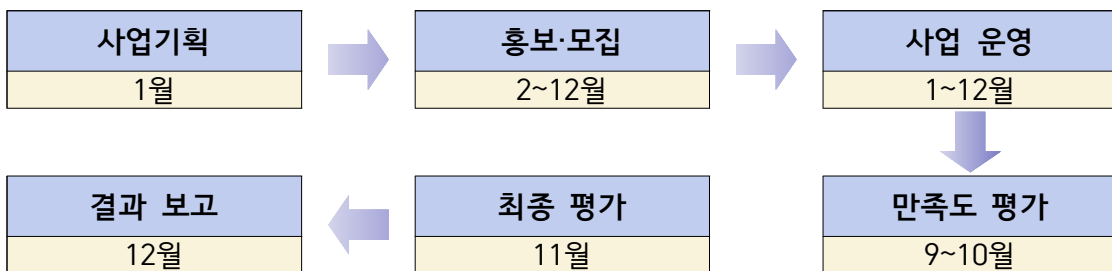 사업기획
1월
홍보·모집
2~12월
사업 운영
1~12월
만족도 평가
9~10월
최종 평가
11월
결과 보고
12월